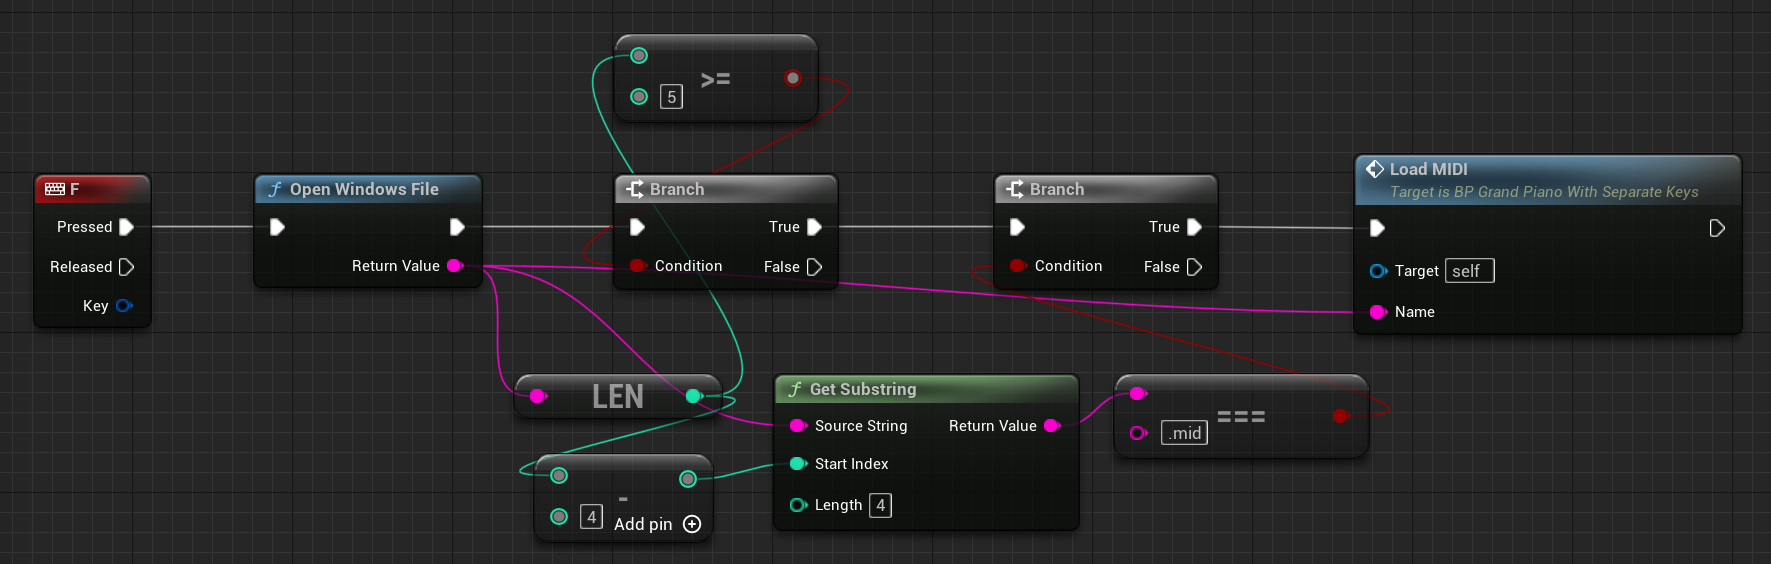 >=
5
F
Pressed
Released
Key
Open Windows File
Return Value
Branch
True
Condition
False
Branch
True
Condition
False
Load MIDI
Target is BP Grand Piano With Separate Keys
Target self
Name
LEN
-
4
Add pin
Get Substring
Source String
Return Value
Start Index
Length 4
===
.mid